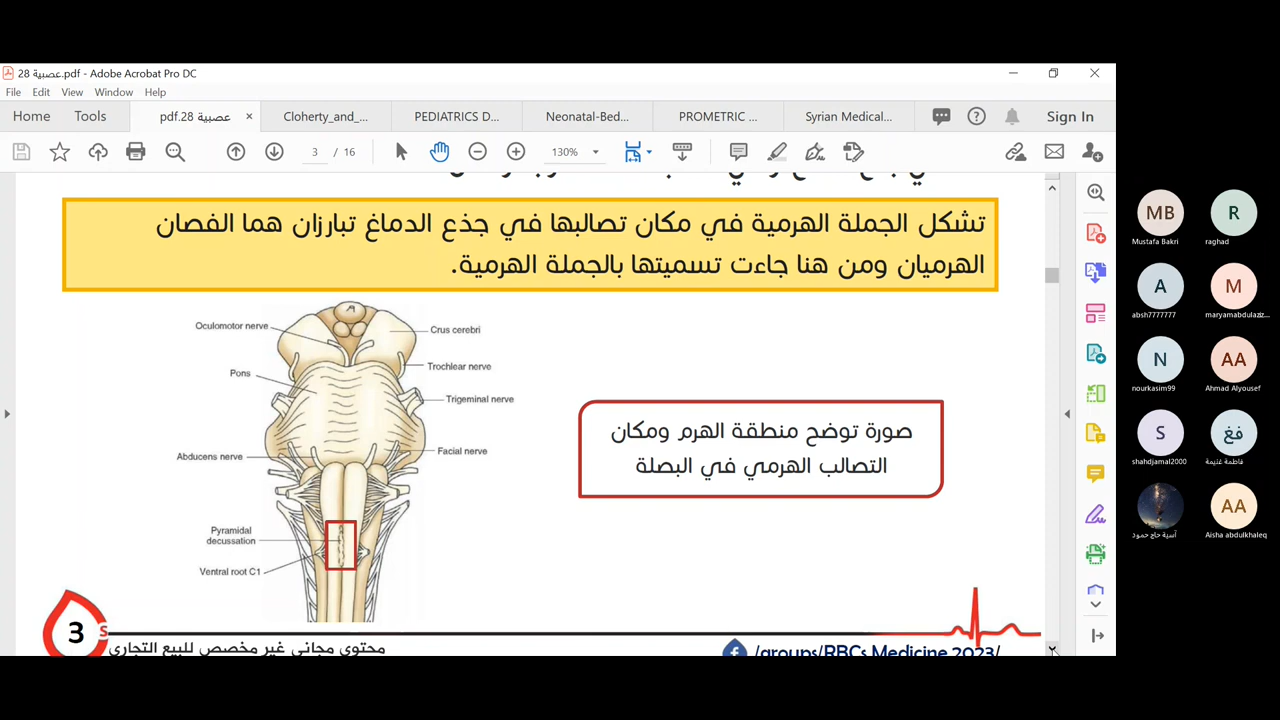 عصبية 28.pdf - Adobe Acrobat Pro DC
File Edit View Window Help
Home Tools عصبية 28.pdf × Cloherty_and_... PEDIATRICS D... Neonatal-Bed... PROMETRIC ... Syrian Medical... Sign In
3 / 16 130%
تشكل الجملة الهرمية في مكان تصالبها في جذع الدماغ تبارزان هما الفصان
الهرميان ومن هنا جاءت تسميتها بالجملة الهرمية.
Oculomotor nerve
Crus cerebri
Trochlear nerve
Pons
Trigeminal nerve
Facial nerve
Abducens nerve
Pyramidal
decussation
Ventral root C1
صورة توضح منطقة الهرم ومكان
التصالب الهرمي في البصلة
3
محتوى مجاني غير مخصص للبيع التجاري
/groups/RBCs Medicine 2023/
MB
Mustafa Bakri
R
raghad
A
absh7777777
M
maryamabdulaziz...
N
nourkasim99
AA
Ahmad Alyousef
S
shahdjamal2000
فغ
فاطمة غنيمة
آسية حاج حمود
AA
Aisha abdulkhaleq